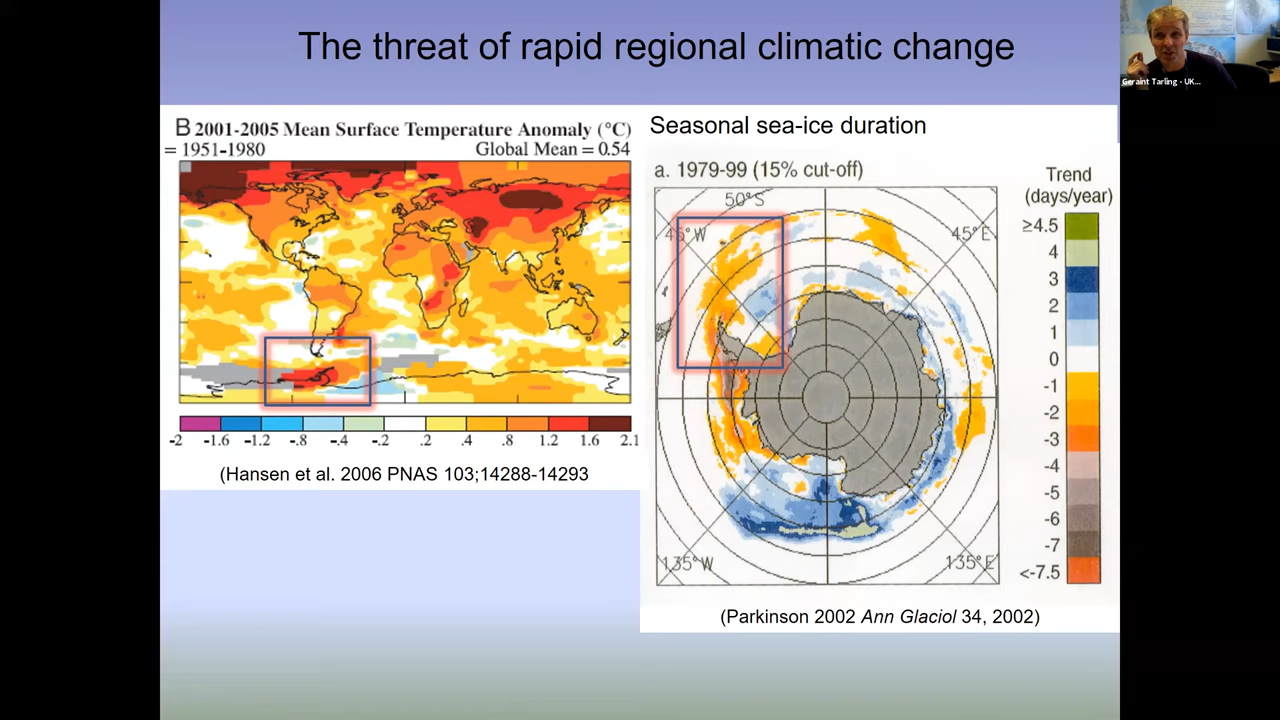 The threat of rapid regional climatic change
Geraint Tarling - UK...
B 2001-2005 Mean Surface Temperature Anomaly (°C)
= 1951-1980 Global Mean = 0.54
-2 -1.6 -1.2 -.8 -.4 -.2 .2 .4 .8 1.2 1.6 2.1
(Hansen et al. 2006 PNAS 103;14288-14293
Seasonal sea-ice duration
a. 1979-99 (15% cut-off)
50°S
45°W
45°E
135°W
135°E
Trend
(days/year)
≥4.5
4
3
2
1
0
-1
-2
-3
-4
-5
-6
-7
<-7.5
(Parkinson 2002 Ann Glaciol 34, 2002)